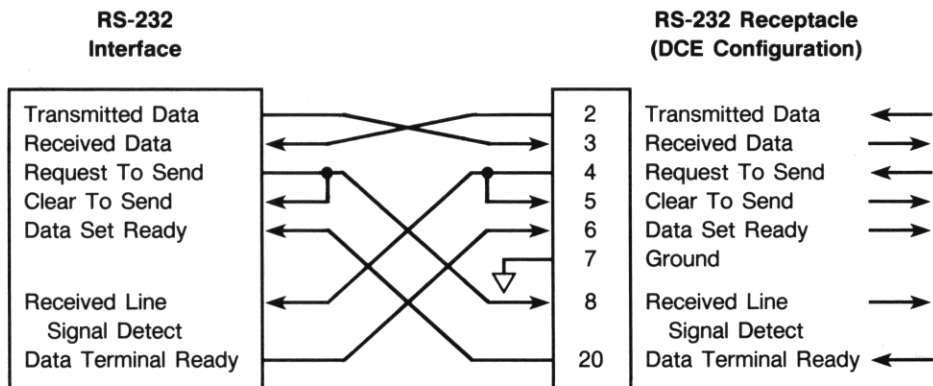 RS-232
Interface
RS-232 Receptacle
(DCE Configuration)
Transmitted Data
Received Data
Request To Send
Clear To Send
Data Set Ready
Received Line
Signal Detect
Data Terminal Ready
2 Transmitted Data
3 Received Data
4 Request To Send
5 Clear To Send
6 Data Set Ready
7 Ground
8 Received Line
Signal Detect
20 Data Terminal Ready